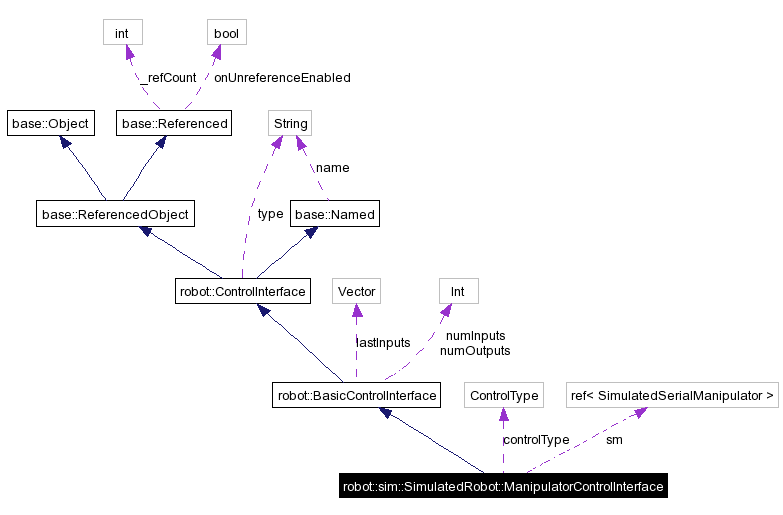 int
bool
_refCount
onUnreferenceEnabled
base::Object
base::Referenced
String
name
base::ReferencedObject
type
base::Named
robot::ControlInterface
Vector
Int
lastInputs
numInputs
numOutputs
robot::BasicControlInterface
ControlType
ref< SimulatedSerialManipulator >
controlType
sm
robot::sim::SimulatedRobot::ManipulatorControlInterface